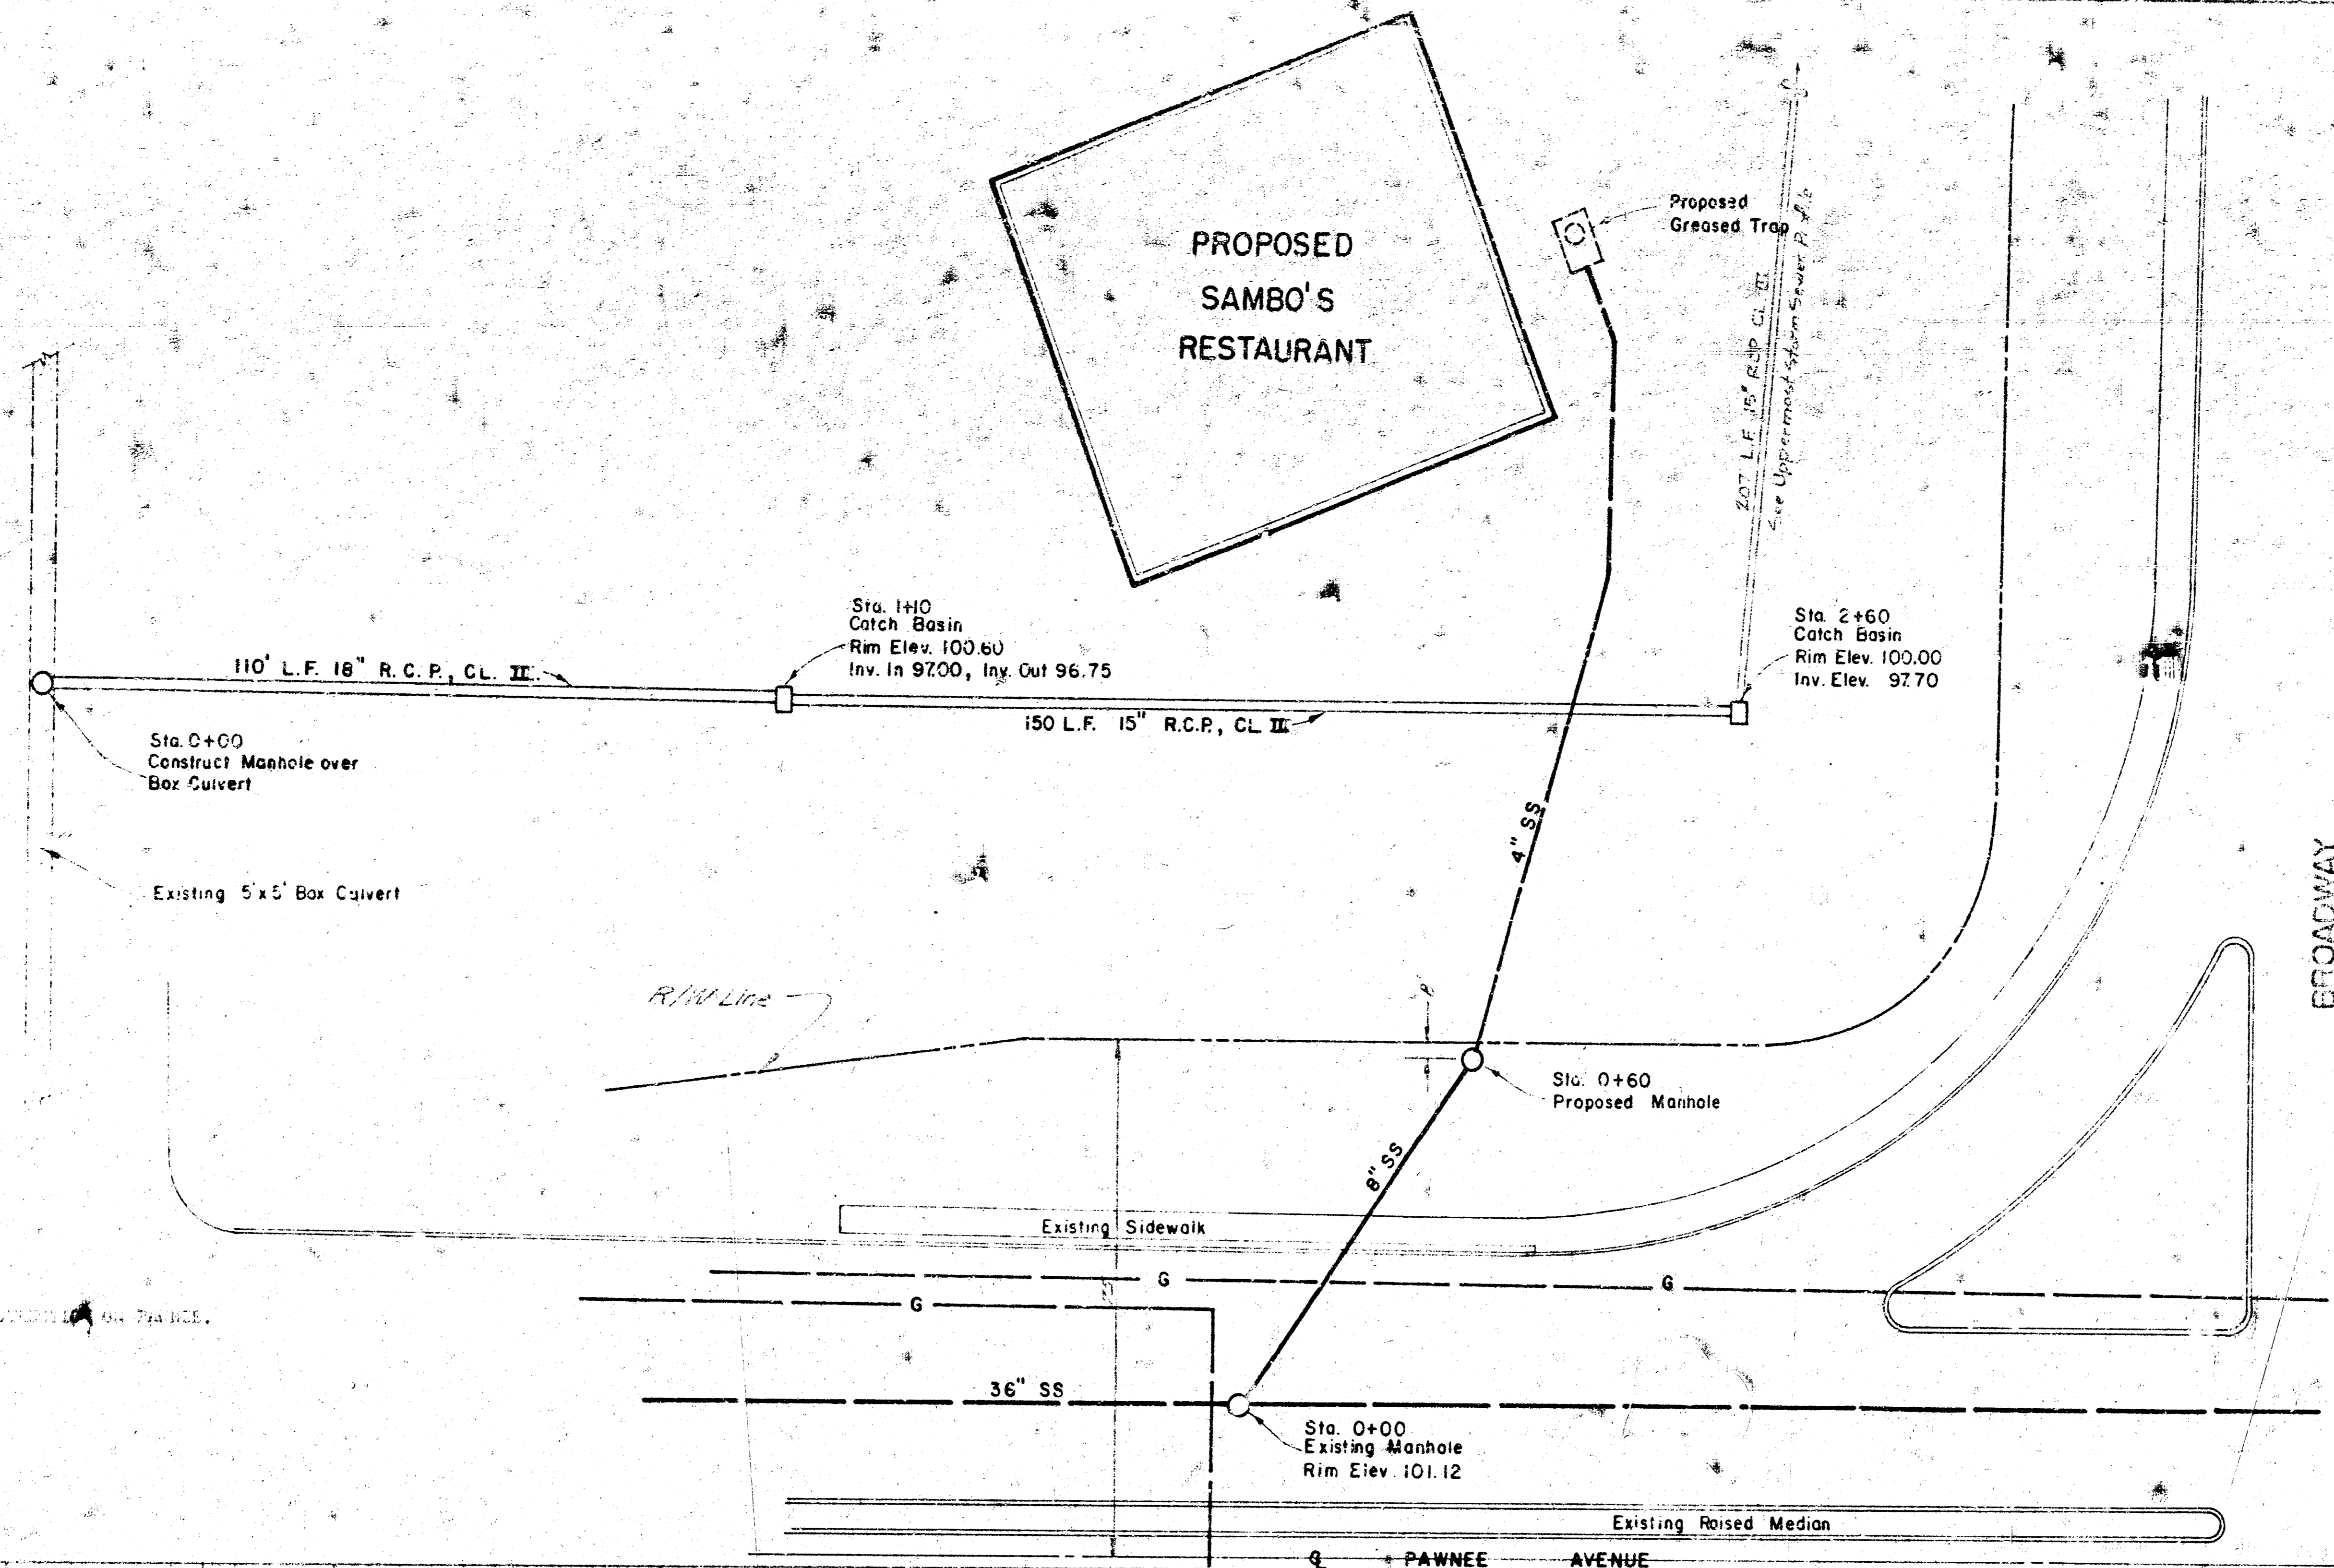 PROPOSED
SAMBO'S
RESTAURANT
Proposed
Greased Trap
207 L.F. 15" RCP CL III
See Uppermost Storm Sewer Profile
Sta. 1+10
Catch Basin
Rim Elev. 100.60
Inv. In 97.00, Inv. Out 96.75
Sta. 2+60
Catch Basin
Rim Elev. 100.00
Inv. Elev. 97.70
110' L.F. 18" R.C.P., CL. III
150 L.F. 15" R.C.P., CL III
Sta. 0+00
Construct Manhole over
Box Culvert
4" SS
Existing 5'x5' Box Culvert
BROADWAY
R/W Line
Sta. 0+60
Proposed Manhole
8" SS
Existing Sidewalk
G
G
G
36" SS
Sta. 0+00
Existing Manhole
Rim Elev. 101.12
Existing Raised Median
℄ PAWNEE AVENUE